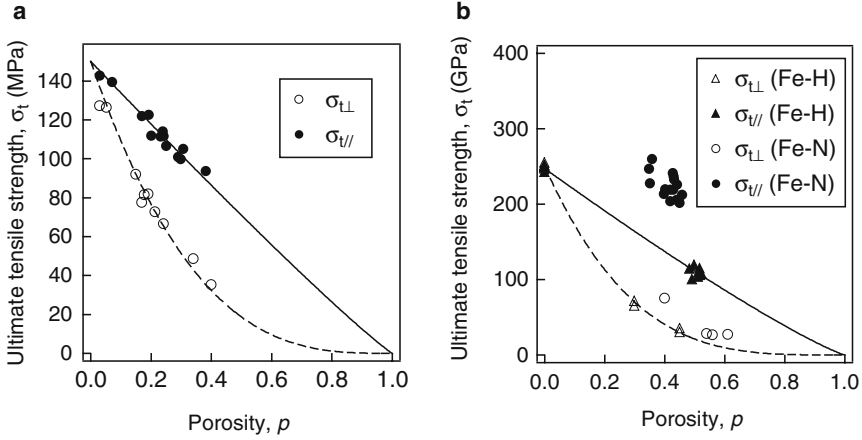 a
Ultimate tensile strength, σt (MPa)
140
120
100
80
60
40
20
0
0.0 0.2 0.4 0.6 0.8 1.0
Porosity, p
σt⊥
σt//
b
Ultimate tensile strength, σt (GPa)
400
300
200
100
0
0.0 0.2 0.4 0.6 0.8 1.0
Porosity, p
σt⊥ (Fe-H)
σt// (Fe-H)
σt⊥ (Fe-N)
σt// (Fe-N)